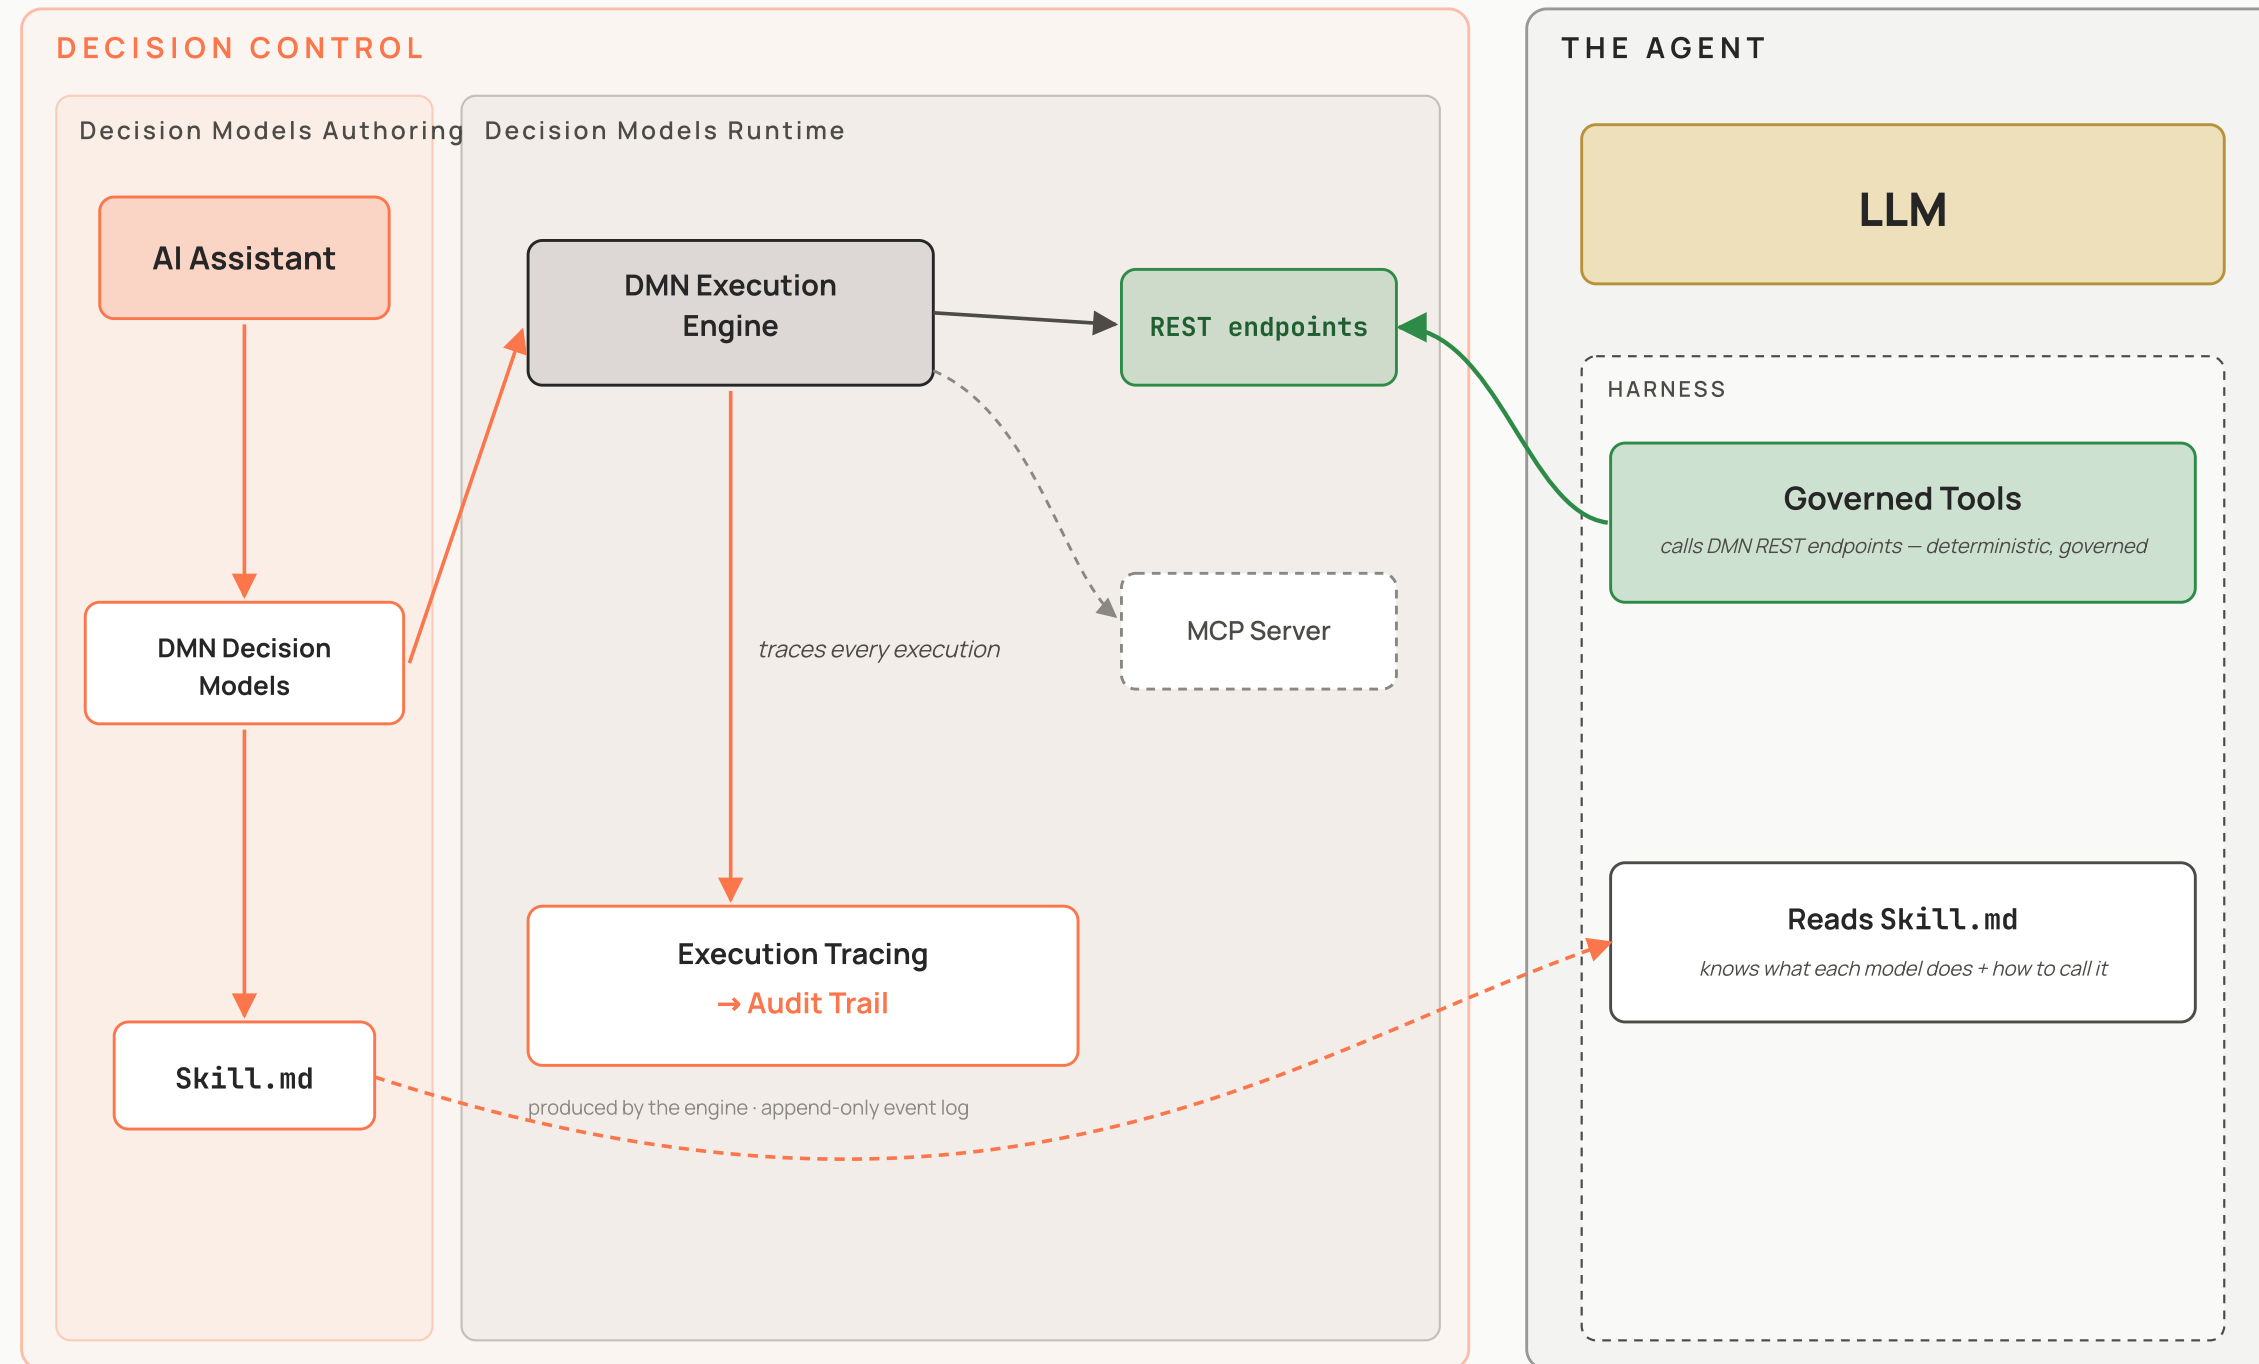 DECISION CONTROL
Decision Models Authoring
AI Assistant
DMN Decision
Models
Skill.md
Decision Models Runtime
DMN Execution
Engine
REST endpoints
MCP Server
traces every execution
Execution Tracing
→ Audit Trail
produced by the engine · append-only event log
THE AGENT
LLM
HARNESS
Governed Tools
calls DMN REST endpoints — deterministic, governed
Reads Skill.md
knows what each model does + how to call it